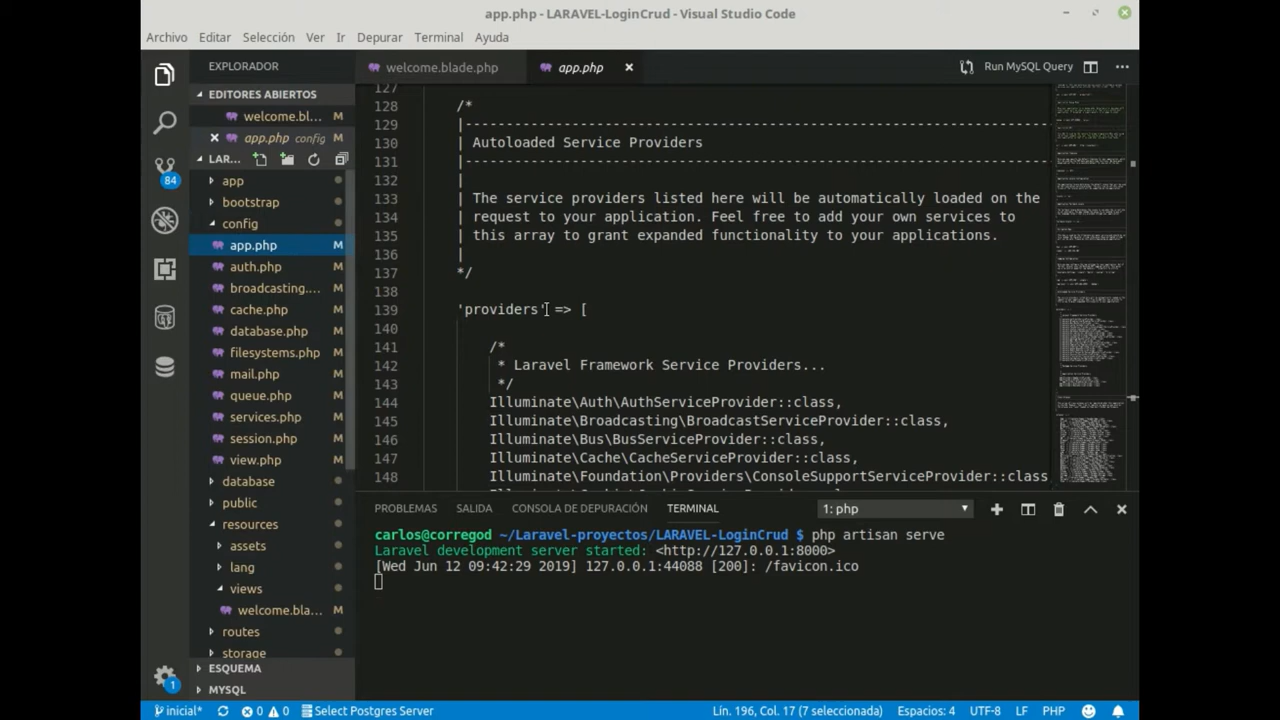 app.php - LARAVEL-LoginCrud - Visual Studio Code
Archivo Editar Selección Ver Ir Depurar Terminal Ayuda
EXPLORADOR
EDITORES ABIERTOS
welcome.bl... M
app.php config M
LAR...
app
bootstrap
config
app.php M
auth.php M
broadcasting.... M
cache.php M
database.php M
filesystems.php M
mail.php M
queue.php M
services.php M
session.php M
view.php M
database
public
resources
assets
lang
views
welcome.bla... M
routes
storage
ESQUEMA
MYSQL
84
1
welcome.blade.php app.php Run MySQL Query
127
128 /*
129 |--------------------------------------------------------------------------
130 | Autoloaded Service Providers
131 |--------------------------------------------------------------------------
132 |
133 | The service providers listed here will be automatically loaded on the
134 | request to your application. Feel free to add your own services to
135 | this array to grant expanded functionality to your applications.
136 |
137 */
138
139 'providers' => [
140
141 /*
142 * Laravel Framework Service Providers...
143 */
144 Illuminate\Auth\AuthServiceProvider::class,
145 Illuminate\Broadcasting\BroadcastServiceProvider::class,
146 Illuminate\Bus\BusServiceProvider::class,
147 Illuminate\Cache\CacheServiceProvider::class,
148 Illuminate\Foundation\Providers\ConsoleSupportServiceProvider::class
PROBLEMAS SALIDA CONSOLA DE DEPURACIÓN TERMINAL 1: php
carlos@corregod ~/Laravel-proyectos/LARAVEL-LoginCrud $ php artisan serve
Laravel development server started: <http://127.0.0.1:8000>
[Wed Jun 12 09:42:29 2019] 127.0.0.1:44088 [200]: /favicon.ico
inicial* 0 0 Select Postgres Server Lín. 196, Col. 17 (7 seleccionada) Espacios: 4 UTF-8 LF PHP